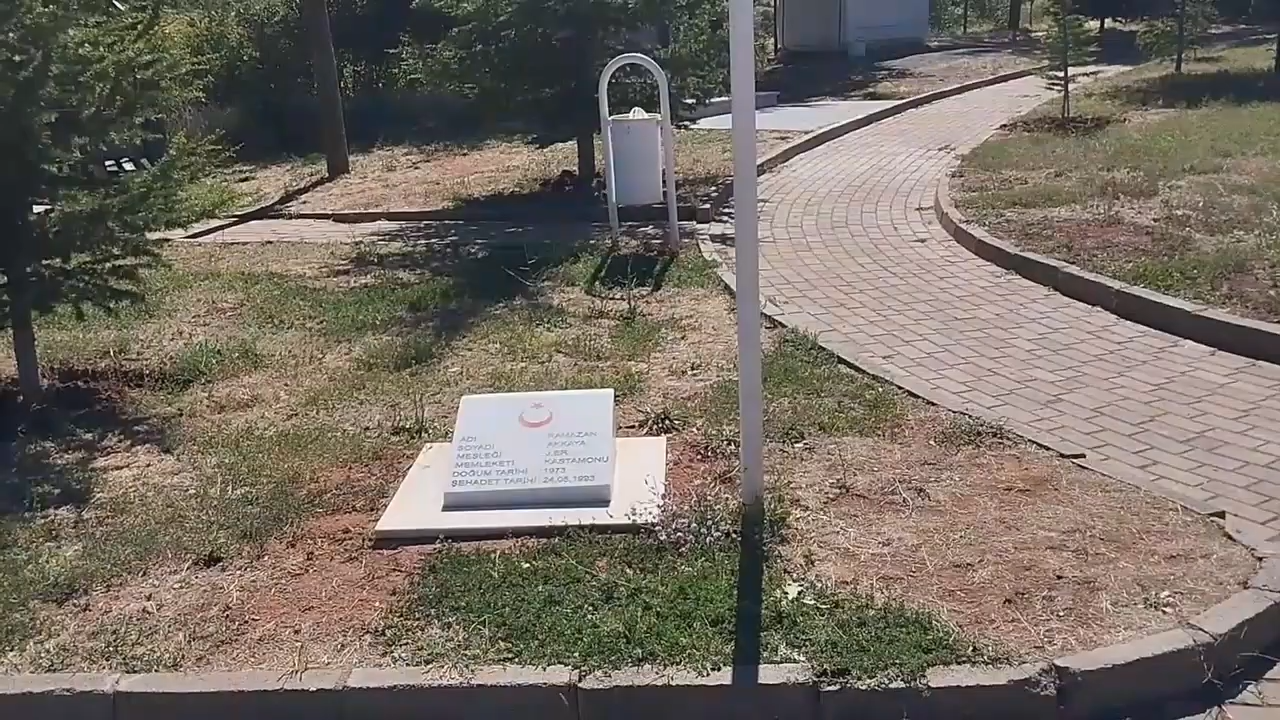 ADI RAMAZAN
SOYADI AKKAYA
MESLEĞİ J.ER
MEMLEKETİ KASTAMONU
DOĞUM TARİHİ 1973
ŞEHADET TARİHİ 24.05.1993